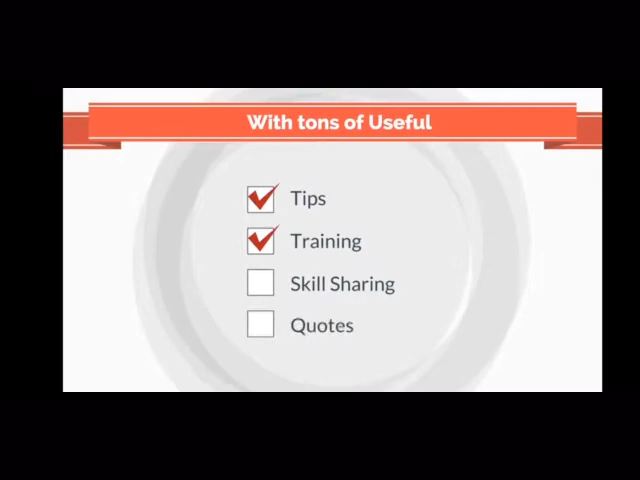 With tons of Useful
Tips
Training
Skill Sharing
Quotes